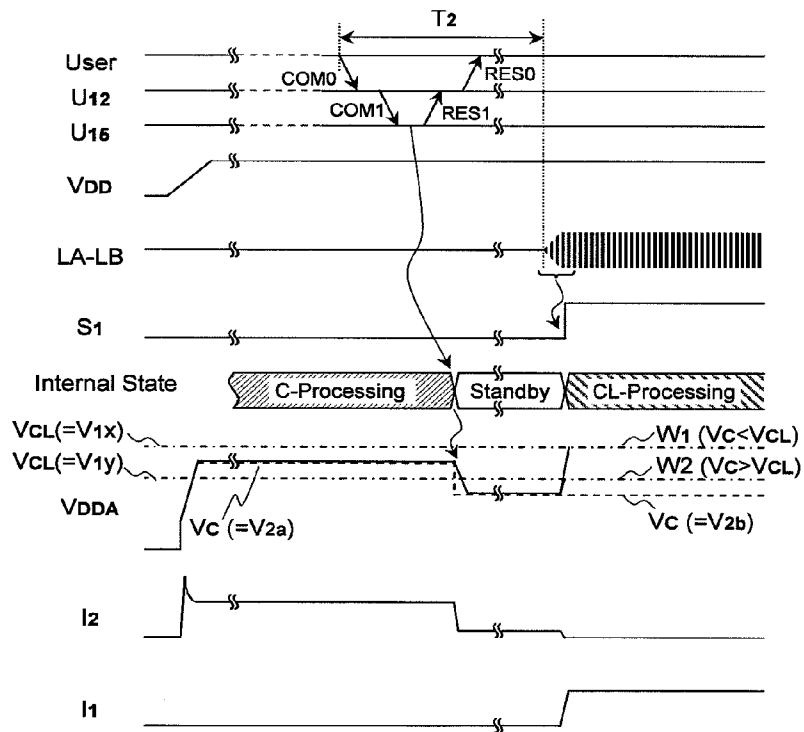 T2
User
COM0
RES0
U12
COM1
RES1
U15
VDD
LA-LB
S1
Internal State
C-Processing
Standby
CL-Processing
VCL(=V1x)
W1 (VC<VCL)
VCL(=V1y)
W2 (VC>VCL)
VDDA
VC (=V2a)
VC (=V2b)
I2
I1